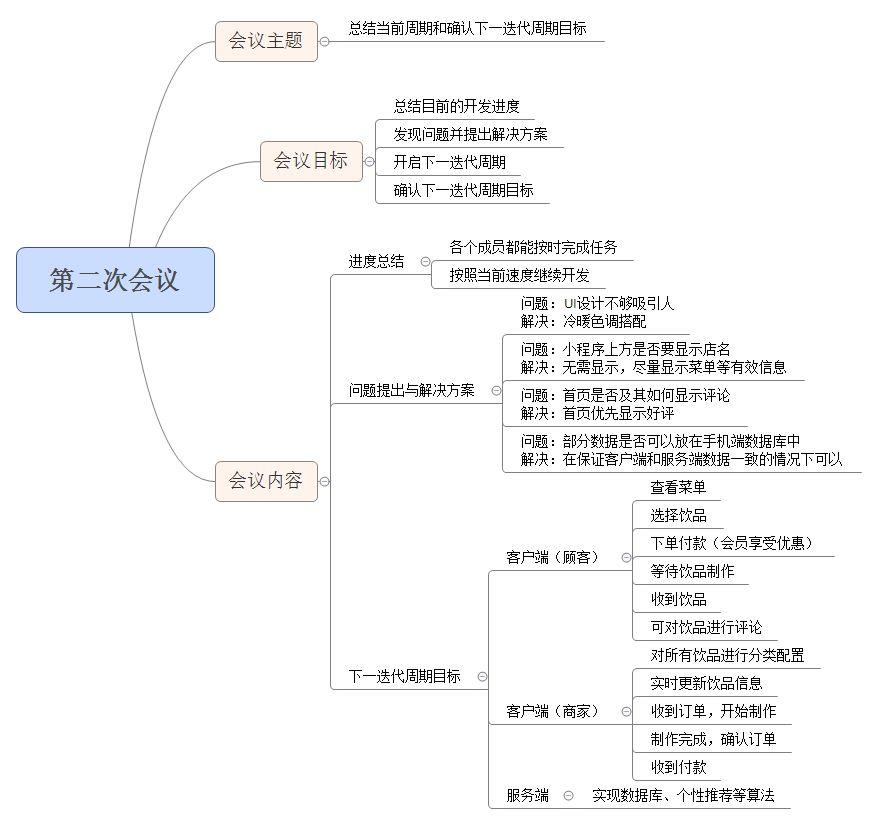 第二次会议
会议主题
总结当前周期和确认下一迭代周期目标
会议目标
总结目前的开发进度
发现问题并提出解决方案
开启下一迭代周期
确认下一迭代周期目标
会议内容
进度总结
各个成员都能按时完成任务
按照当前速度继续开发
问题提出与解决方案
问题：UI设计不够吸引人
解决：冷暖色调搭配
问题：小程序上方是否要显示店名
解决：无需显示，尽量显示菜单等有效信息
问题：首页是否及其如何显示评论
解决：首页优先显示好评
问题：部分数据是否可以放在手机端数据库中
解决：在保证客户端和服务端数据一致的情况下可以
下一迭代周期目标
客户端（顾客）
查看菜单
选择饮品
下单付款（会员享受优惠）
等待饮品制作
收到饮品
可对饮品进行评论
客户端（商家）
对所有饮品进行分类配置
实时更新饮品信息
收到订单，开始制作
制作完成，确认订单
收到付款
服务端
实现数据库、个性推荐等算法